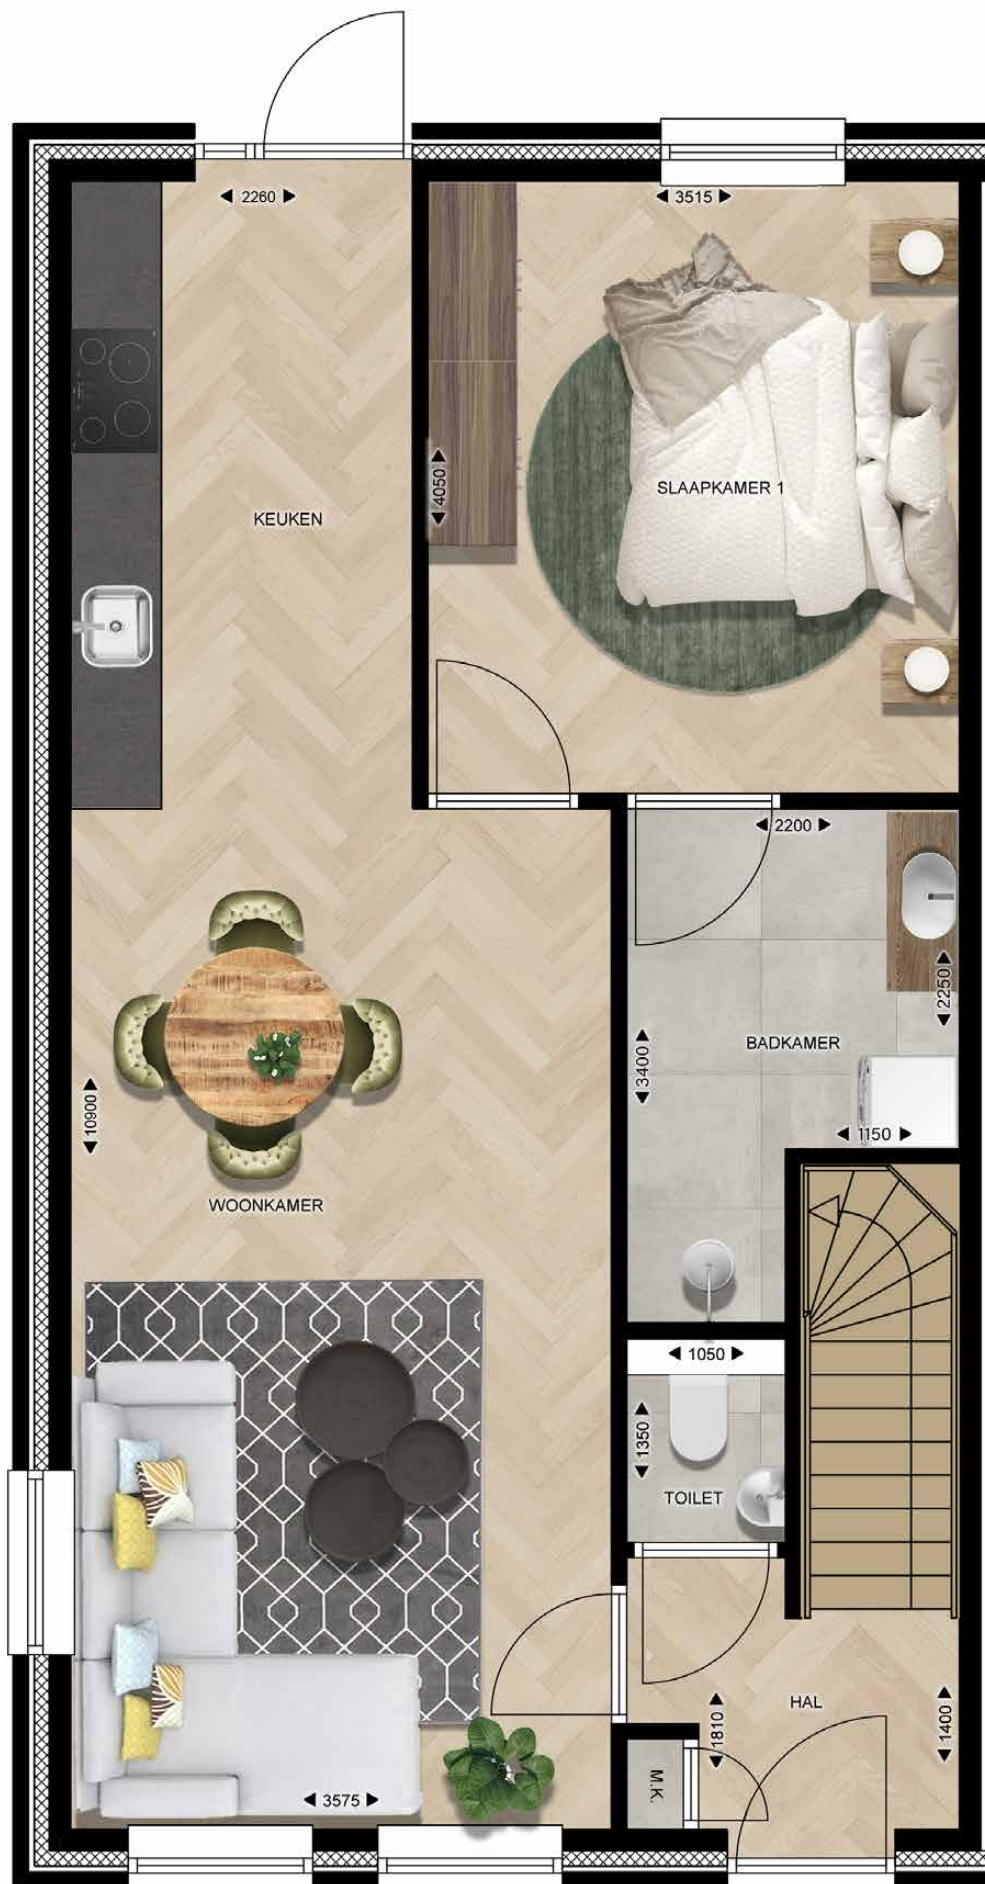 2260
3515
4050
SLAAPKAMER 1
KEUKEN
2200
2250
3400
BADKAMER
10900
1150
WOONKAMER
1050
1350
TOILET
HAL
1810
1400
M.K.
3575